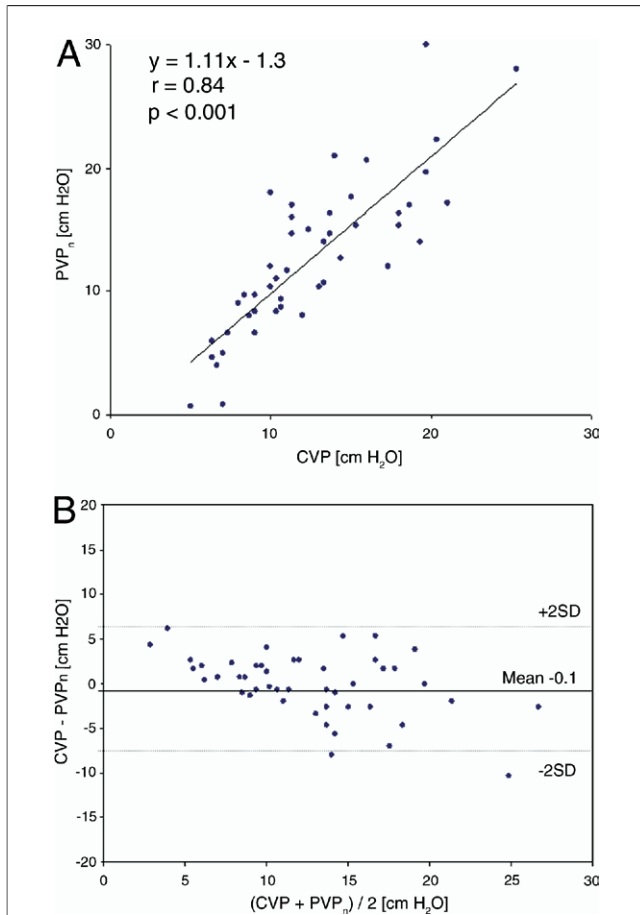 A
y = 1.11x - 1.3
r = 0.84
p < 0.001
30
20
10
0
PVPn [cm H2O]
0 10 20 30
CVP [cm H₂O]
B
20
15
10
5
0
-5
-10
-15
-20
CVP - PVPn [cm H2O]
+2SD
Mean -0.1
-2SD
0 5 10 15 20 25 30
(CVP + PVPn) / 2 [cm H₂O]